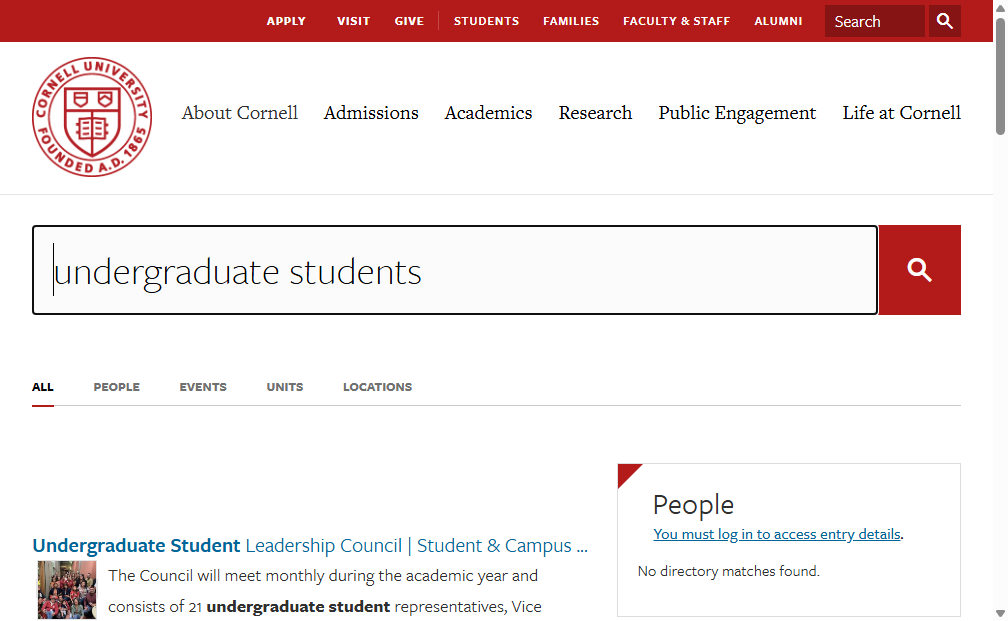 APPLY VISIT GIVE STUDENTS FAMILIES FACULTY & STAFF ALUMNI Search
CORNELL UNIVERSITY FOUNDED A.D. 1865
About Cornell Admissions Academics Research Public Engagement Life at Cornell
undergraduate students
ALL PEOPLE EVENTS UNITS LOCATIONS
Undergraduate Student Leadership Council | Student & Campus ...
The Council will meet monthly during the academic year and
consists of 21 undergraduate student representatives, Vice
People
You must log in to access entry details.
No directory matches found.